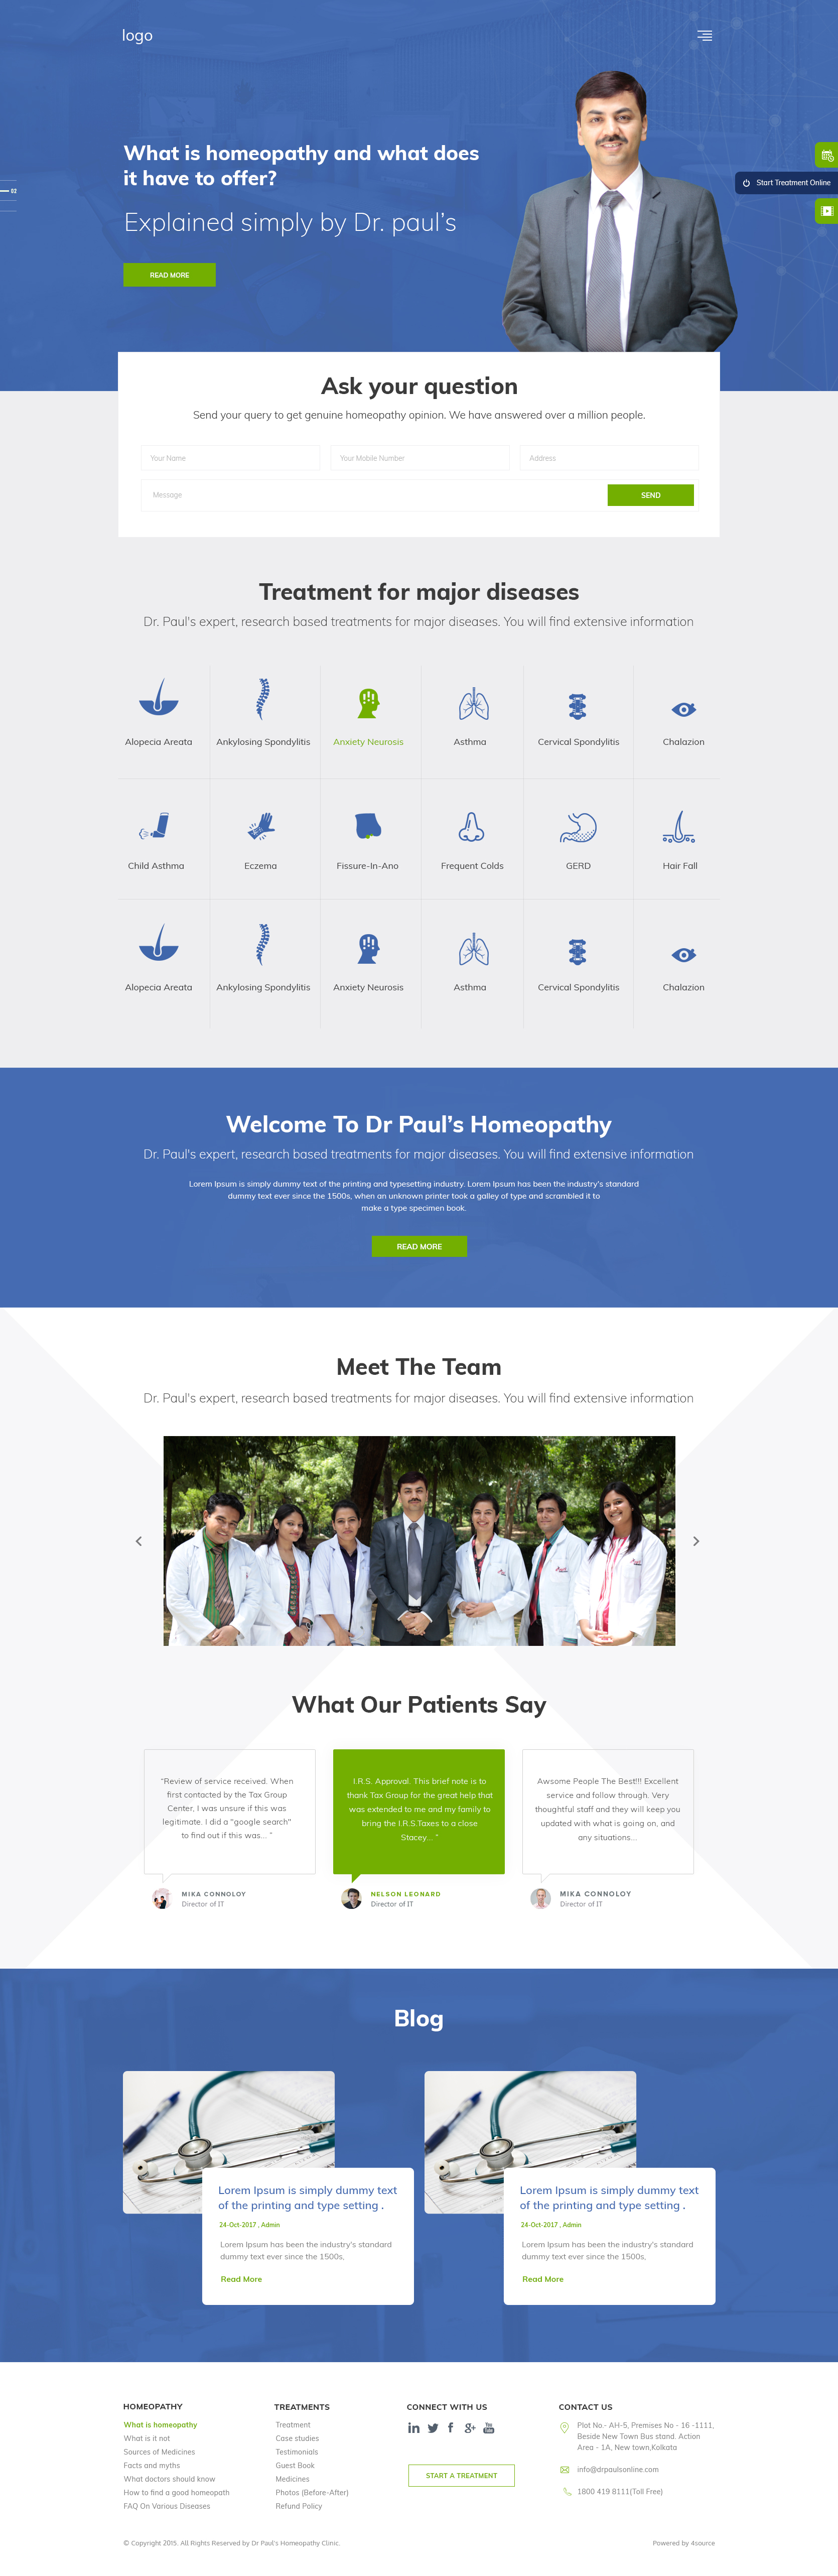 logo
What is homeopathy and what does
it have to offer?
Explained simply by Dr. paul's
READ MORE
02
Start Treatment Online
Ask your question
Send your query to get genuine homeopathy opinion. We have answered over a million people.
Your Name
Your Mobile Number
Address
Message
SEND
Treatment for major diseases
Dr. Paul's expert, research based treatments for major diseases. You will find extensive information
Alopecia Areata
Ankylosing Spondylitis
Anxiety Neurosis
Asthma
Cervical Spondylitis
Chalazion
Child Asthma
Eczema
Fissure-In-Ano
Frequent Colds
GERD
Hair Fall
Alopecia Areata
Ankylosing Spondylitis
Anxiety Neurosis
Asthma
Cervical Spondylitis
Chalazion
Welcome To Dr Paul's Homeopathy
Dr. Paul's expert, research based treatments for major diseases. You will find extensive information
Lorem Ipsum is simply dummy text of the printing and typesetting industry. Lorem Ipsum has been the industry's standard
dummy text ever since the 1500s, when an unknown printer took a galley of type and scrambled it to
make a type specimen book.
READ MORE
Meet The Team
Dr. Paul's expert, research based treatments for major diseases. You will find extensive information
What Our Patients Say
"Review of service received. When
first contacted by the Tax Group
Center, I was unsure if this was
legitimate. I did a "google search"
to find out if this was... "
MIKA CONNOLOY
Director of IT
I.R.S. Approval. This brief note is to
thank Tax Group for the great help that
was extended to me and my family to
bring the I.R.S.Taxes to a close
Stacey... "
NELSON LEONARD
Director of IT
Awsome People The Best!!! Excellent
service and follow through. Very
thoughtful staff and they will keep you
updated with what is going on, and
any situations...
MIKA CONNOLOY
Director of IT
Blog
Lorem Ipsum is simply dummy text
of the printing and type setting .
24-Oct-2017 , Admin
Lorem Ipsum has been the industry's standard
dummy text ever since the 1500s,
Read More
Lorem Ipsum is simply dummy text
of the printing and type setting .
24-Oct-2017 , Admin
Lorem Ipsum has been the industry's standard
dummy text ever since the 1500s,
Read More
HOMEOPATHY
What is homeopathy
What is it not
Sources of Medicines
Facts and myths
What doctors should know
How to find a good homeopath
FAQ On Various Diseases
TREATMENTS
Treatment
Case studies
Testimonials
Guest Book
Medicines
Photos (Before-After)
Refund Policy
CONNECT WITH US
START A TREATMENT
CONTACT US
Plot No.- AH-5, Premises No - 16 -1111,
Beside New Town Bus stand. Action
Area - 1A, New town,Kolkata
info@drpaulsonline.com
1800 419 8111(Toll Free)
© Copyright 2015. All Rights Reserved by Dr Paul's Homeopathy Clinic.
Powered by 4source